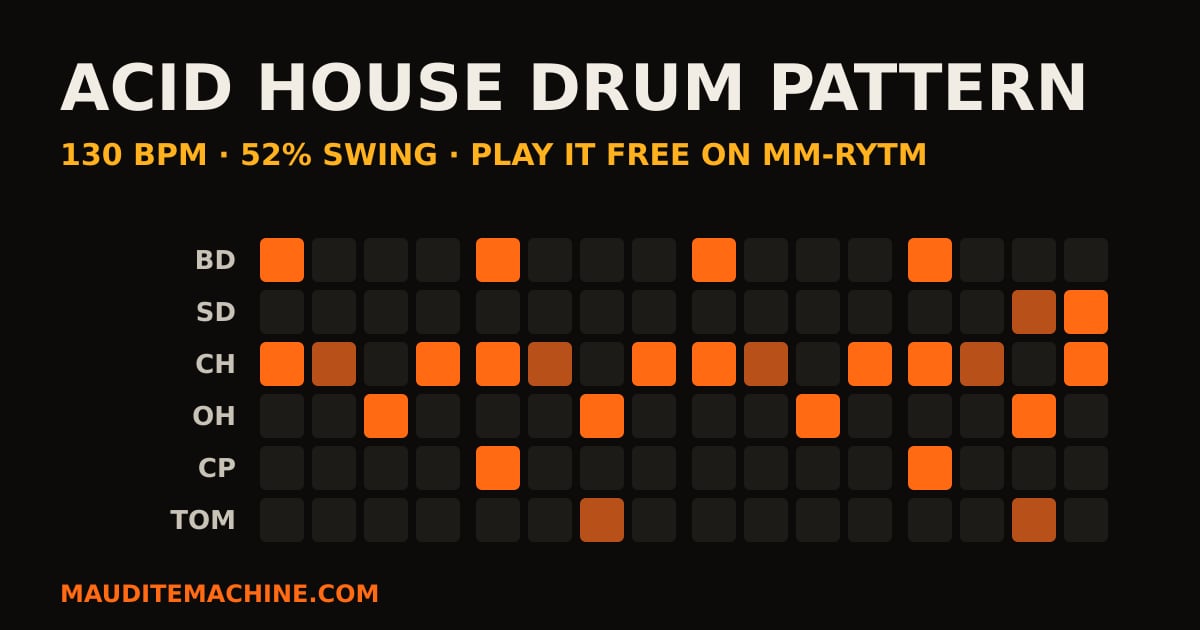 ACID HOUSE DRUM PATTERN
130 BPM · 52% SWING · PLAY IT FREE ON MM-RYTM
BD
SD
CH
OH
CP
TOM
MAUDITEMACHINE.COM